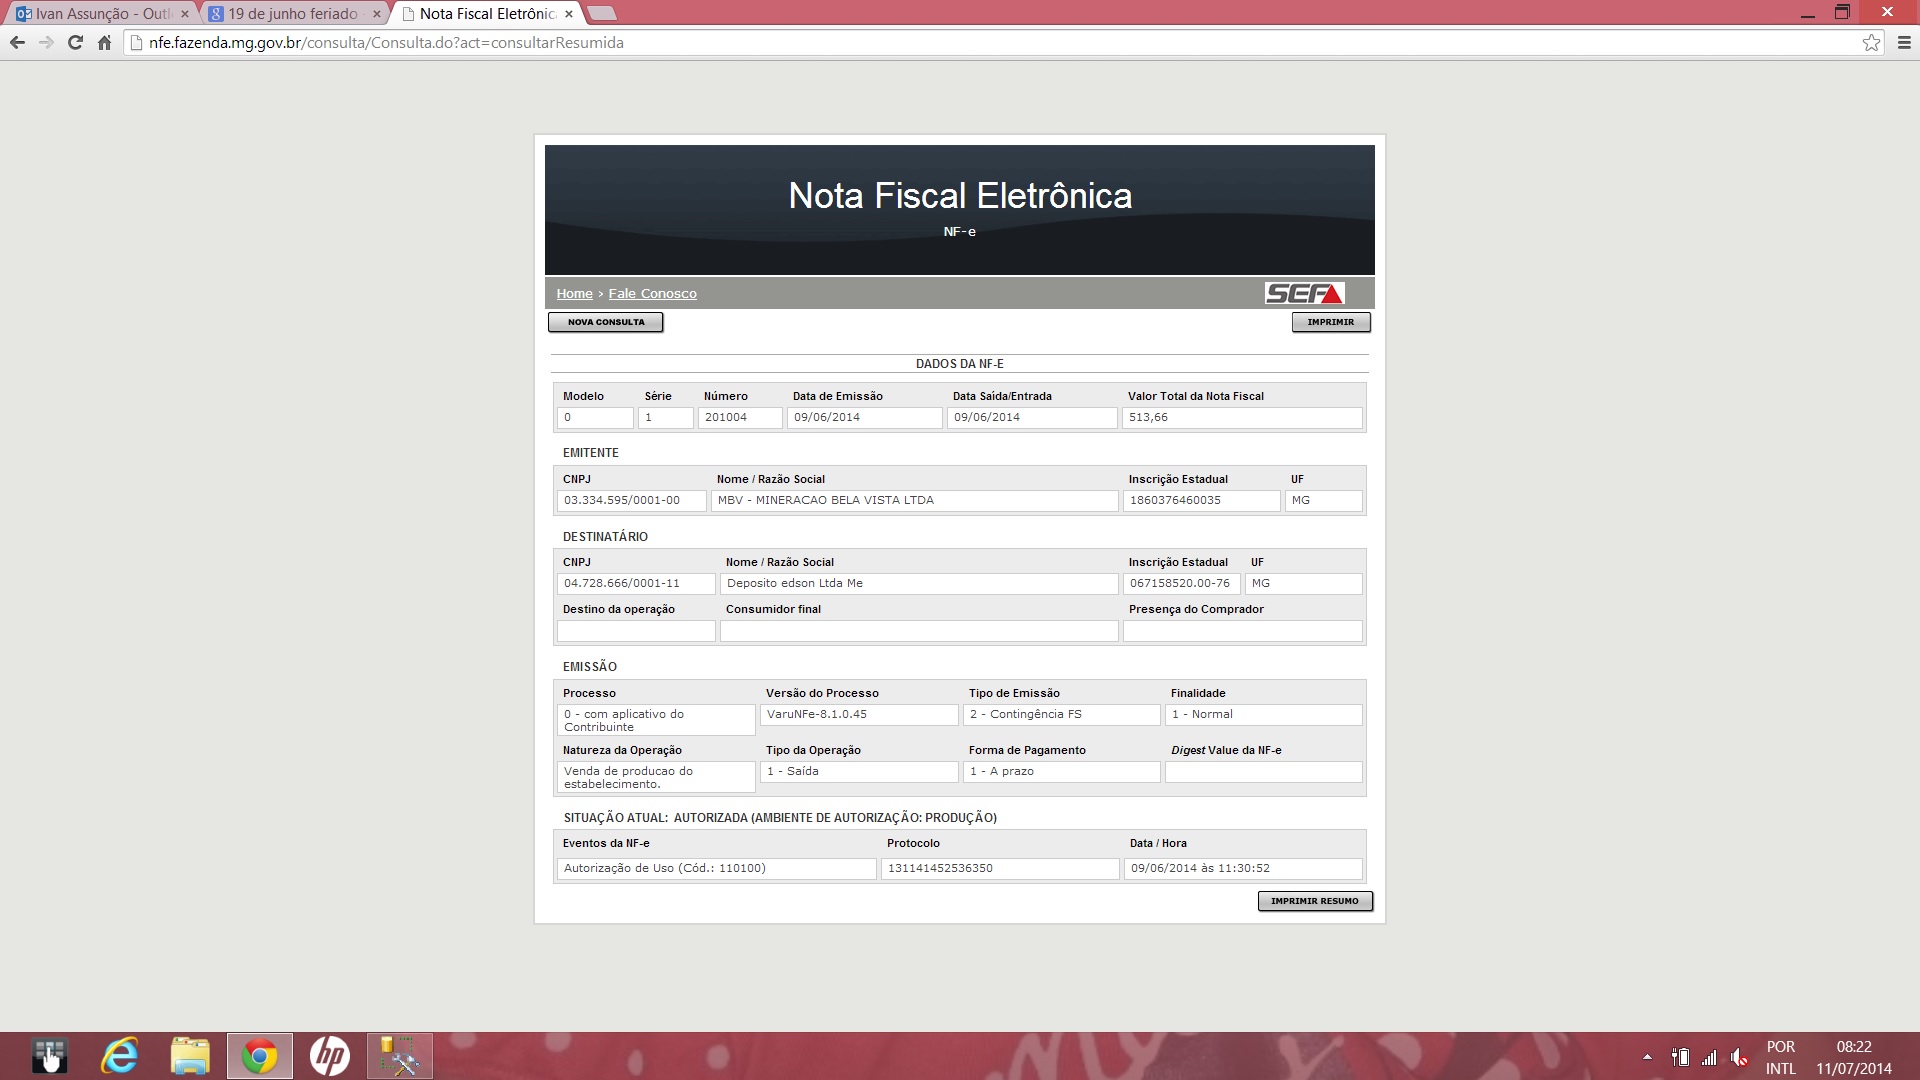 Ivan Assunção - Outl
19 de junho feriado
Nota Fiscal Eletrônic
nfe.fazenda.mg.gov.br/consulta/Consulta.do?act=consultarResumida
Nota Fiscal Eletrônica
NF-e
Home › Fale Conosco
SEF
NOVA CONSULTA
IMPRIMIR
DADOS DA NF-E
Modelo Série Número Data de Emissão Data Saída/Entrada Valor Total da Nota Fiscal
0 1 201004 09/06/2014 09/06/2014 513,66
EMITENTE
CNPJ Nome / Razão Social Inscrição Estadual UF
03.334.595/0001-00 MBV - MINERACAO BELA VISTA LTDA 1860376460035 MG
DESTINATÁRIO
CNPJ Nome / Razão Social Inscrição Estadual UF
04.728.666/0001-11 Deposito edson Ltda Me 067158520.00-76 MG
Destino da operação Consumidor final Presença do Comprador
EMISSÃO
Processo Versão do Processo Tipo de Emissão Finalidade
0 - com aplicativo do VaruNFe-8.1.0.45 2 - Contingência FS 1 - Normal
Contribuinte
Natureza da Operação Tipo da Operação Forma de Pagamento Digest Value da NF-e
Venda de producao do 1 - Saída 1 - A prazo
estabelecimento.
SITUAÇÃO ATUAL: AUTORIZADA (AMBIENTE DE AUTORIZAÇÃO: PRODUÇÃO)
Eventos da NF-e Protocolo Data / Hora
Autorização de Uso (Cód.: 110100) 131141452536350 09/06/2014 às 11:30:52
IMPRIMIR RESUMO
hp
POR 08:22
INTL 11/07/2014